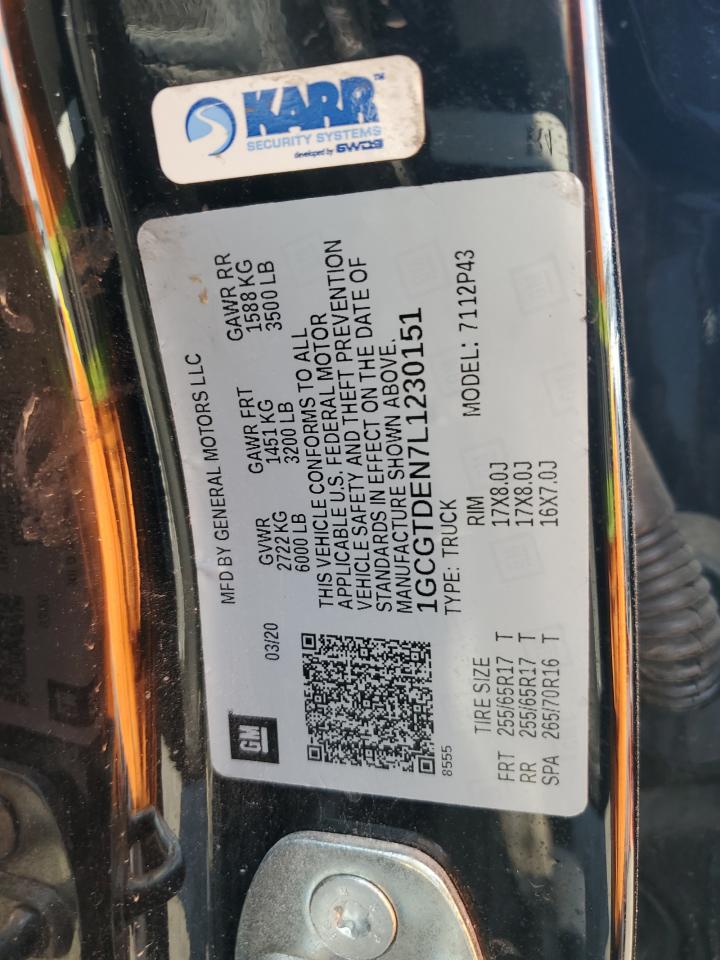 KARR™
SECURITY SYSTEMS
developed by SWDS
MFD BY GENERAL MOTORS LLC
GM
03/20 GVWR GAWR FRT GAWR RR
2722 KG 1451 KG 1588 KG
6000 LB 3200 LB 3500 LB
THIS VEHICLE CONFORMS TO ALL
APPLICABLE U.S. FEDERAL MOTOR
VEHICLE SAFETY AND THEFT PREVENTION
STANDARDS IN EFFECT ON THE DATE OF
MANUFACTURE SHOWN ABOVE.
1GCGTDEN7L1230151
8555 TYPE: TRUCK MODEL: 7112P43
TIRE SIZE RIM
FRT 255/65R17 T 17X8.0J
RR 255/65R17 T 17X8.0J
SPA 265/70R16 T 16X7.0J